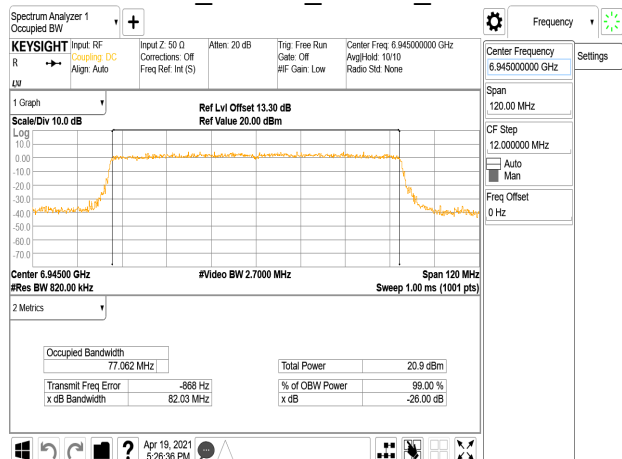 Spectrum Analyzer 1
Occupied BW
Frequency
KEYSIGHT
Input: RF
Coupling: DC
Align: Auto
Input Z: 50 Ω
Corrections: Off
Freq Ref: Int (S)
Atten: 20 dB
Trig: Free Run
Gate: Off
#IF Gain: Low
Center Freq: 6.945000000 GHz
Avg|Hold: 10/10
Radio Std: None
R
LXI
Center Frequency
6.945000000 GHz
Settings
Span
120.00 MHz
CF Step
12.000000 MHz
Auto
Man
Freq Offset
0 Hz
1 Graph
Scale/Div 10.0 dB
Ref Lvl Offset 13.30 dB
Ref Value 20.00 dBm
Log
10.0
0.00
-10.0
-20.0
-30.0
-40.0
-50.0
-60.0
-70.0
Center 6.94500 GHz
#Video BW 2.7000 MHz
Span 120 MHz
#Res BW 820.00 kHz
Sweep 1.00 ms (1001 pts)
2 Metrics
Occupied Bandwidth
77.062 MHz
Total Power 20.9 dBm
Transmit Freq Error -868 Hz
% of OBW Power 99.00 %
x dB Bandwidth 82.03 MHz
x dB -26.00 dB
Apr 19, 2021
5:26:36 PM